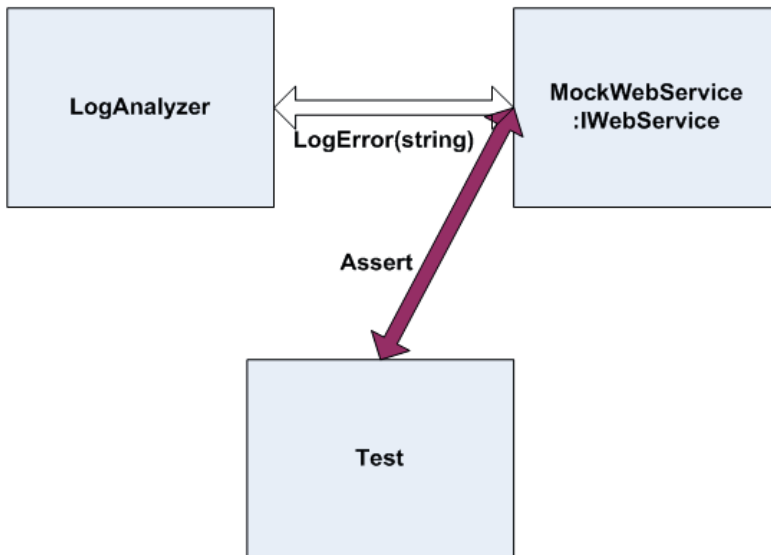 LogAnalyzer
MockWebService
:IWebService
LogError(string)
Assert
Test